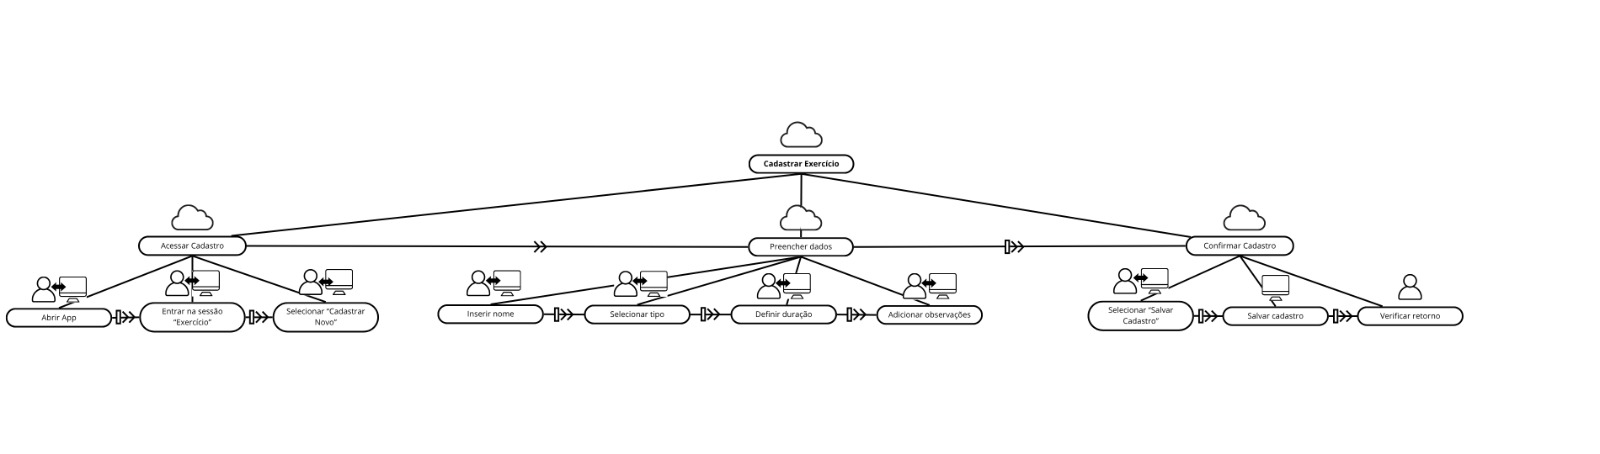 Cadastrar Exercício
Acessar Cadastro
Preencher dados
Confirmar Cadastro
Abrir App
Entrar na sessão
"Exercício"
Selecionar "Cadastrar
Novo"
Inserir nome
Selecionar tipo
Definir duração
Adicionar observações
Selecionar "Salvar
Cadastro"
Salvar cadastro
Verificar retorno